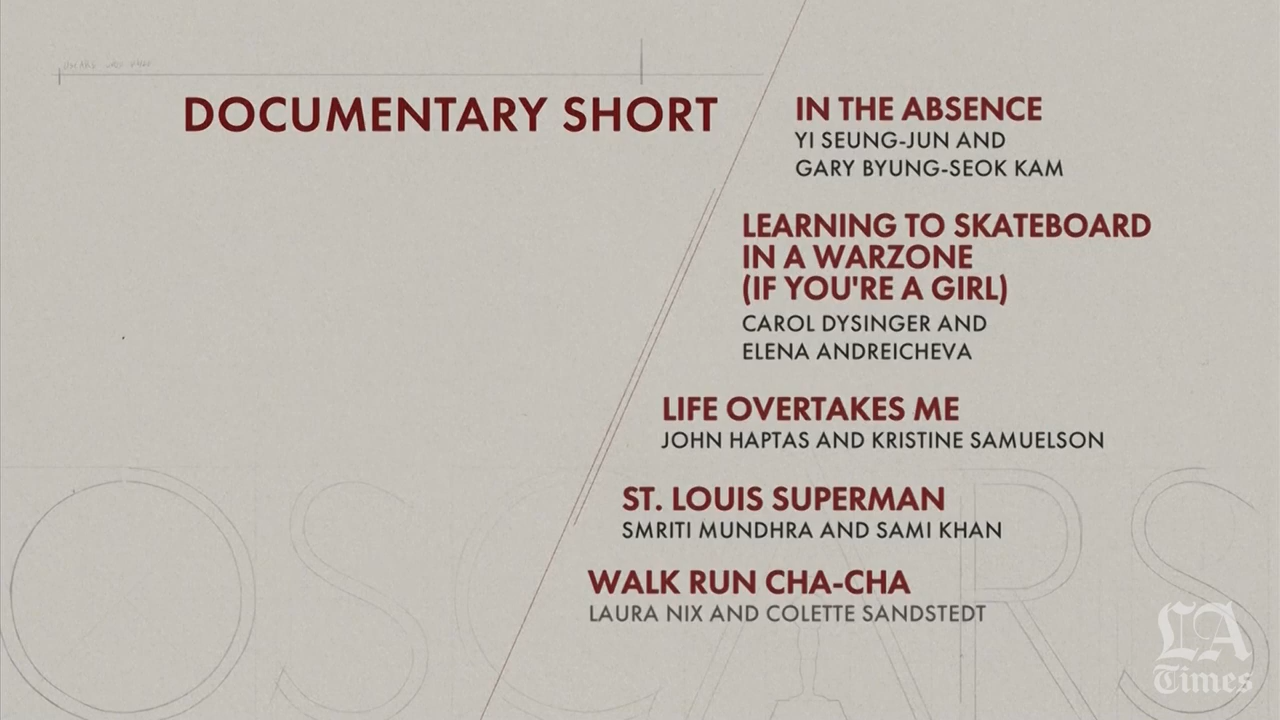 DOCUMENTARY SHORT
IN THE ABSENCE
YI SEUNG-JUN AND
GARY BYUNG-SEOK KAM
LEARNING TO SKATEBOARD
IN A WARZONE
(IF YOU'RE A GIRL)
CAROL DYSINGER AND
ELENA ANDREICHEVA
LIFE OVERTAKES ME
JOHN HAPTAS AND KRISTINE SAMUELSON
ST. LOUIS SUPERMAN
SMRITI MUNDHRA AND SAMI KHAN
WALK RUN CHA-CHA
LAURA NIX AND COLETTE SANDSTEDT
OSCARS
LA
Times